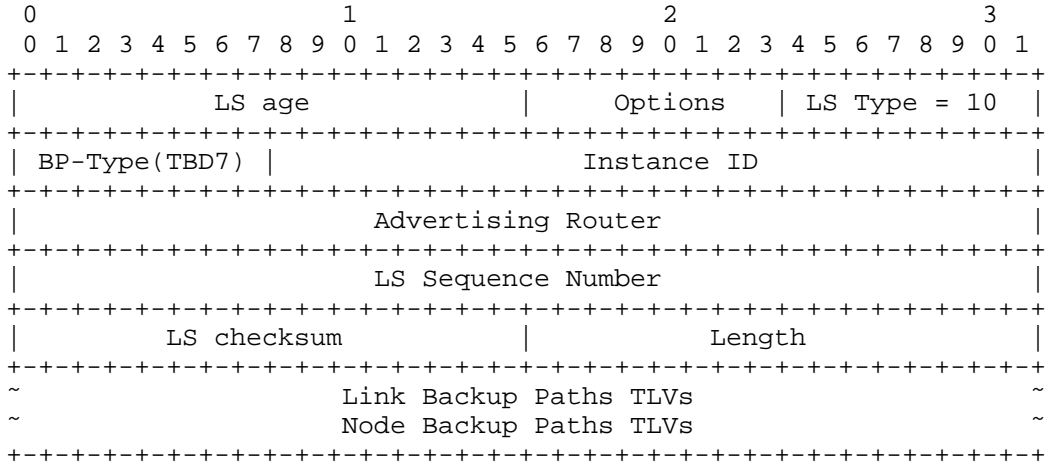 0                   1                   2                   3
 0 1 2 3 4 5 6 7 8 9 0 1 2 3 4 5 6 7 8 9 0 1 2 3 4 5 6 7 8 9 0 1
+-+-+-+-+-+-+-+-+-+-+-+-+-+-+-+-+-+-+-+-+-+-+-+-+-+-+-+-+-+-+-+-+
|            LS age             |     Options   | LS Type = 10  |
+-+-+-+-+-+-+-+-+-+-+-+-+-+-+-+-+-+-+-+-+-+-+-+-+-+-+-+-+-+-+-+-+
| BP-Type(TBD7) |                   Instance ID                 |
+-+-+-+-+-+-+-+-+-+-+-+-+-+-+-+-+-+-+-+-+-+-+-+-+-+-+-+-+-+-+-+-+
|                      Advertising Router                       |
+-+-+-+-+-+-+-+-+-+-+-+-+-+-+-+-+-+-+-+-+-+-+-+-+-+-+-+-+-+-+-+-+
|                      LS Sequence Number                       |
+-+-+-+-+-+-+-+-+-+-+-+-+-+-+-+-+-+-+-+-+-+-+-+-+-+-+-+-+-+-+-+-+
|         LS checksum           |           Length              |
+-+-+-+-+-+-+-+-+-+-+-+-+-+-+-+-+-+-+-+-+-+-+-+-+-+-+-+-+-+-+-+-+
~                    Link Backup Paths TLVs                     ~
~                    Node Backup Paths TLVs                     ~
+-+-+-+-+-+-+-+-+-+-+-+-+-+-+-+-+-+-+-+-+-+-+-+-+-+-+-+-+-+-+-+-+